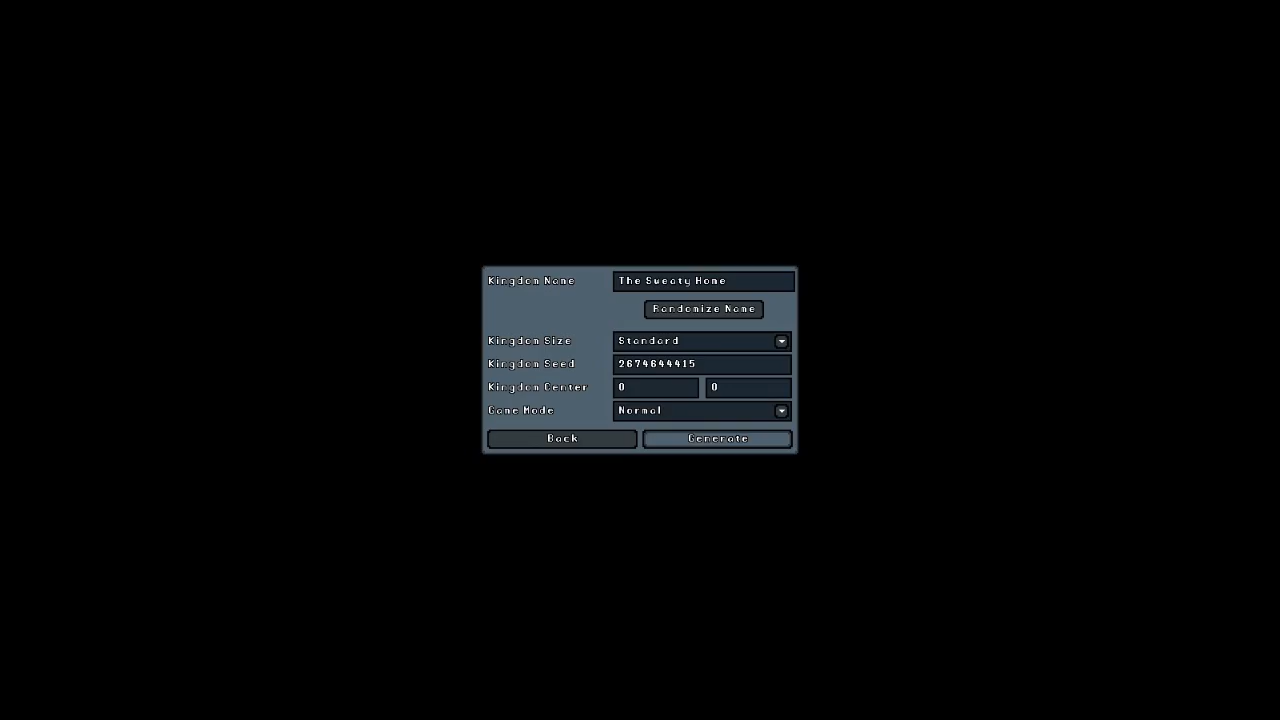 Kingdom Name The Sweaty Home
Randomize Name
Kingdom Size Standard
Kingdom Seed 2674644415
Kingdom Center 0 0
Game Mode Normal
Back Generate